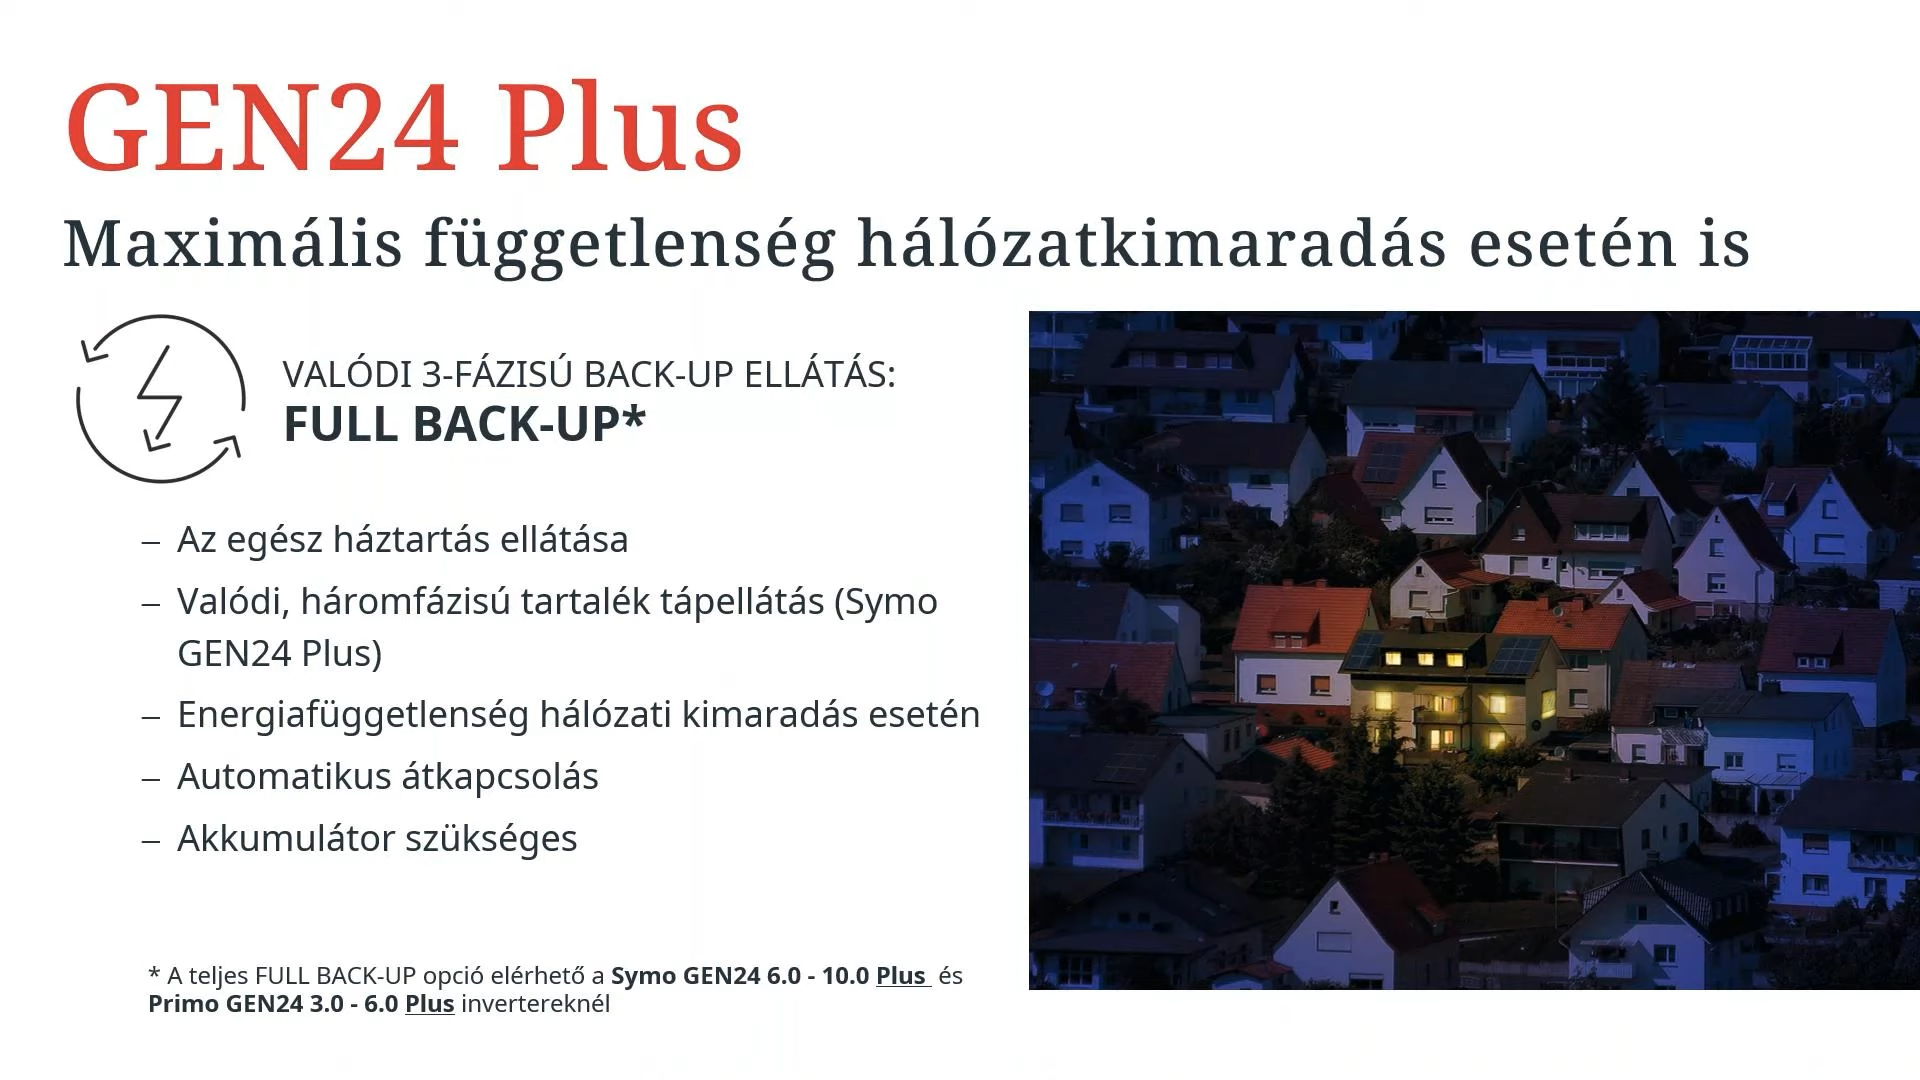 GEN24 Plus
Maximális függetlenség hálózatkimaradás esetén is
VALÓDI 3-FÁZISÚ BACK-UP ELLÁTÁS:
FULL BACK-UP*
– Az egész háztartás ellátása
– Valódi, háromfázisú tartalék tápellátás (Symo
GEN24 Plus)
– Energiafüggetlenség hálózati kimaradás esetén
– Automatikus átkapcsolás
– Akkumulátor szükséges
* A teljes FULL BACK-UP opció elérhető a Symo GEN24 6.0 - 10.0 Plus és
Primo GEN24 3.0 - 6.0 Plus invertereknél